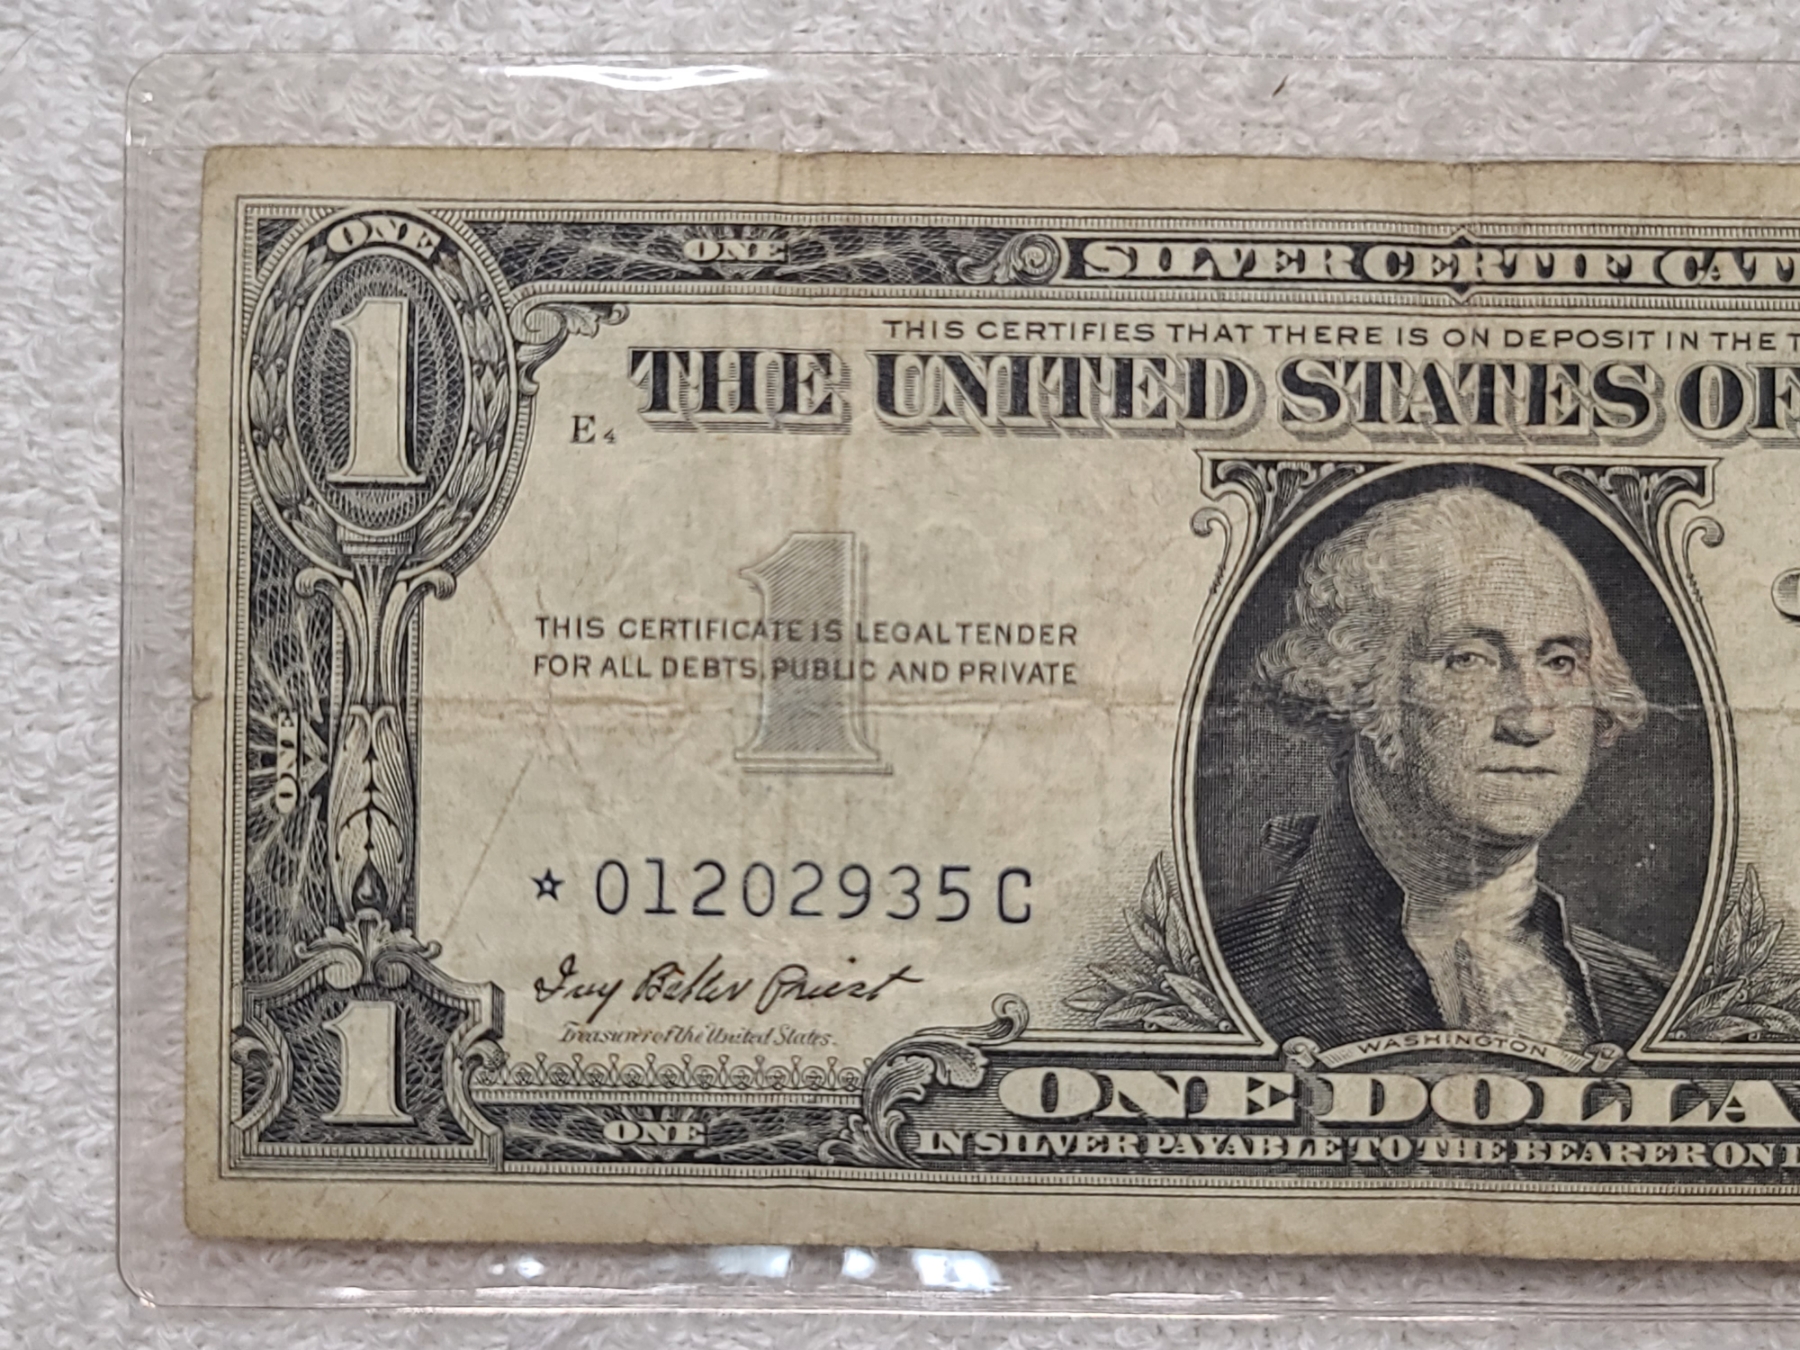 ONE ONE SILVER CERTIFICAT
1 THIS CERTIFIES THAT THERE IS ON DEPOSIT IN THE T
THE UNITED STATES OF
E4
1
THIS CERTIFICATE IS LEGAL TENDER
FOR ALL DEBTS, PUBLIC AND PRIVATE
ONE
☆01202935C
Ivy Baker Priest
Treasurer of the United States.
WASHINGTON
1 ONE DOLLA
ONE IN SILVER PAYABLE TO THE BEARER ON